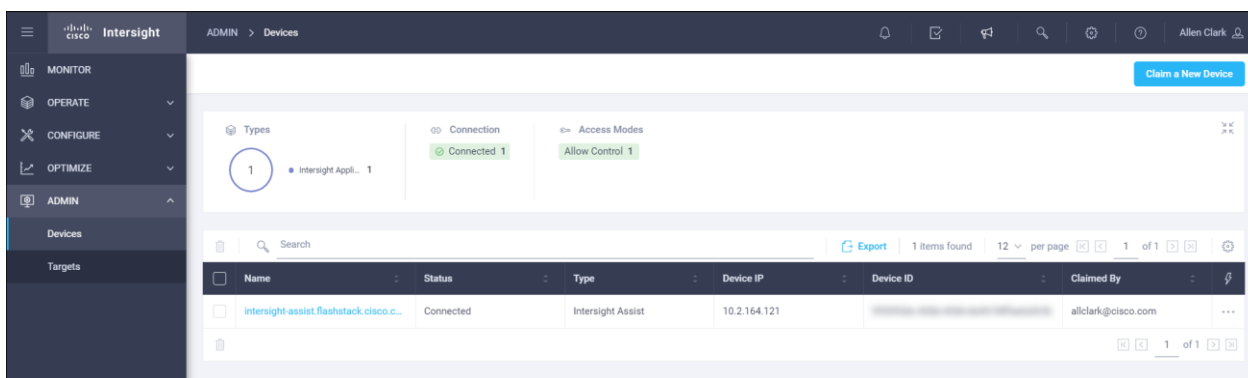 cisco Intersight ADMIN > Devices Allen Clark
MONITOR
Claim a New Device
OPERATE
CONFIGURE
OPTIMIZE
ADMIN
Devices
Targets
Types Connection Access Modes
Connected 1 Allow Control 1
1 Intersight Appli... 1
Search Export 1 items found 12 per page 1 of 1
Name Status Type Device IP Device ID Claimed By
intersight-assist.flashstack.cisco.c... Connected Intersight Assist 10.2.164.121 allclark@cisco.com ...
1 of 1